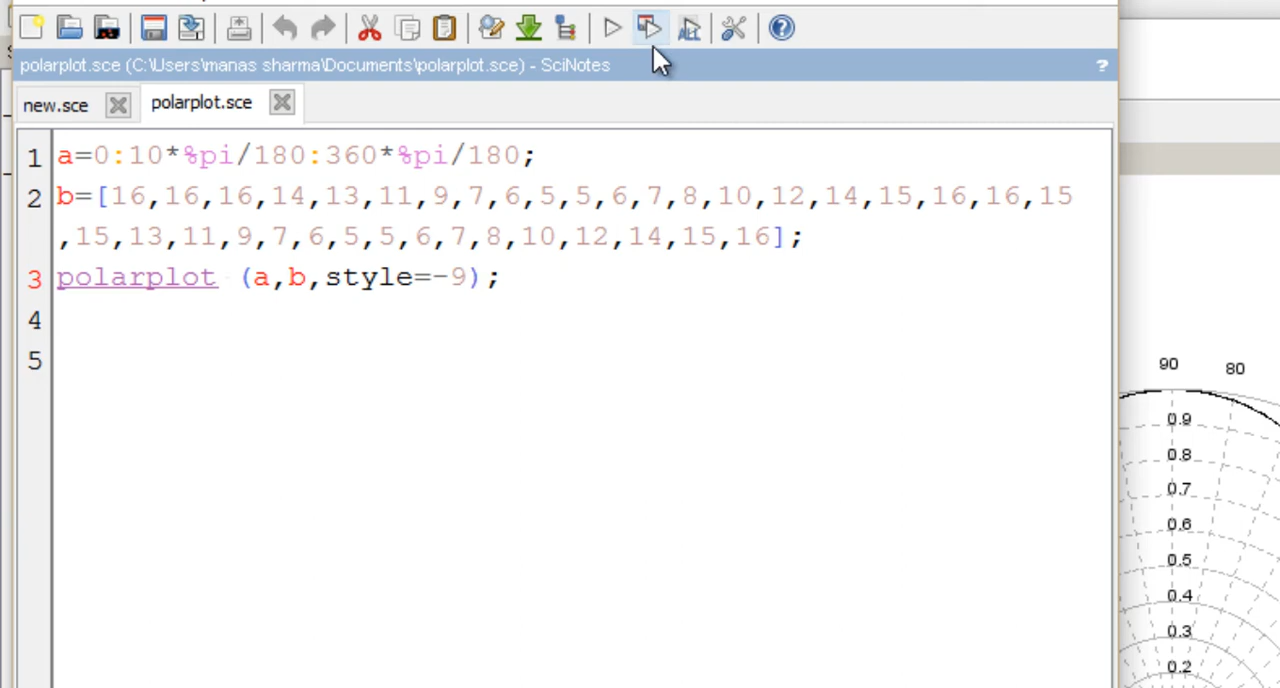 polarplot.sce (C:\Users\manas sharma\Documents\polarplot.sce) - SciNotes
?
new.sce
polarplot.sce
1 a=0:10*%pi/180:360*%pi/180;
2 b=[16,16,16,14,13,11,9,7,6,5,5,6,7,8,10,12,14,15,16,16,15
,15,13,11,9,7,6,5,5,6,7,8,10,12,14,15,16];
3 polarplot (a,b,style=-9);
4
5
90 80
0.9
0.8
0.7
0.6
0.5
0.4
0.3
0.2